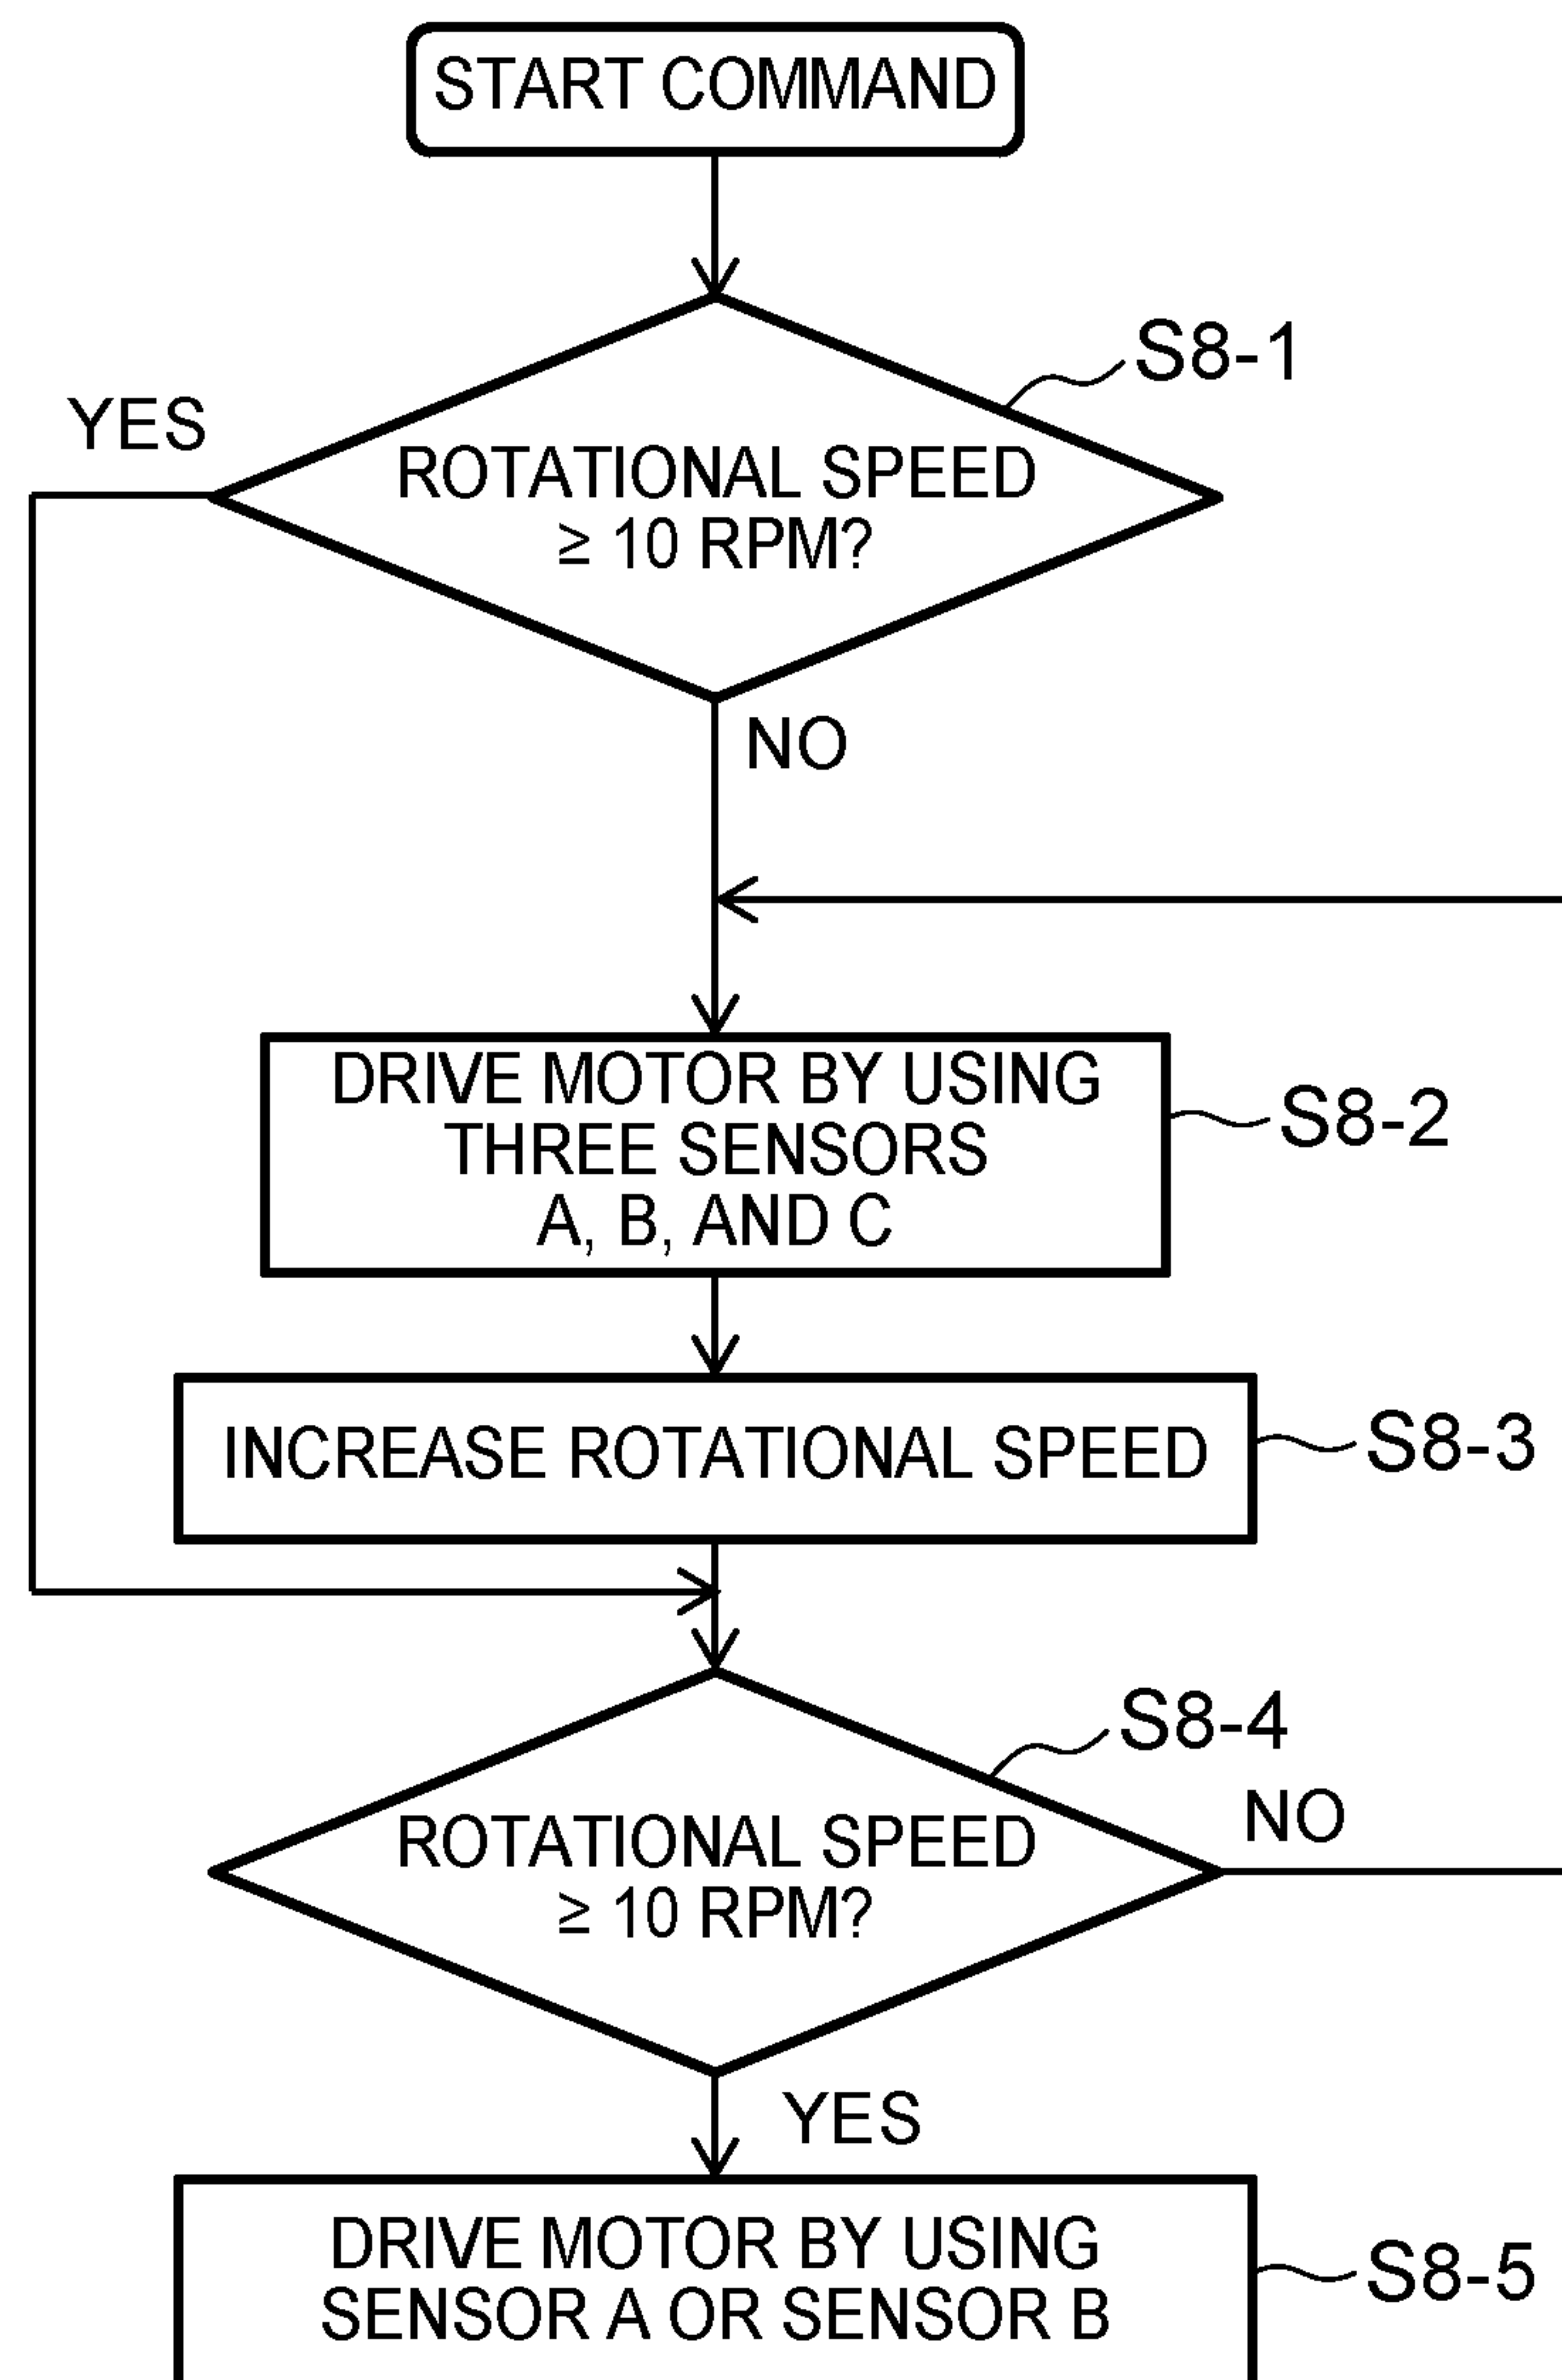 START COMMAND
S8-1
YES
ROTATIONAL SPEED
≥ 10 RPM?
NO
DRIVE MOTOR BY USING
THREE SENSORS
A, B, AND C
S8-2
INCREASE ROTATIONAL SPEED
S8-3
S8-4
NO
ROTATIONAL SPEED
≥ 10 RPM?
YES
DRIVE MOTOR BY USING
SENSOR A OR SENSOR B
S8-5